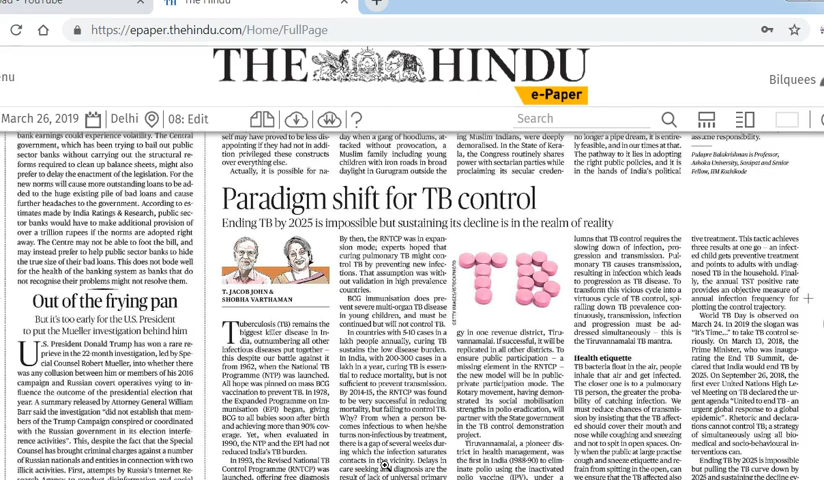 YouTube
The Hindu
https://epaper.thehindu.com/Home/FullPage
THE HINDU
e-Paper
Bilquees
March 26, 2019
Delhi
08: Edit
Search
bank earnings could experience volatility. The Central
government, which has been trying to bail out public
sector banks without carrying out the structural re-
forms required to clean up balance sheets, might also
prefer to delay the enactment of the legislation. For
the new norms will cause more outstanding loans to be add-
ed to the huge existing pile of bad loans and cause
further headaches to the government. According to es-
timates made by India Ratings & Research, public sec-
tor banks would have to make additional provision of
over a trillion rupees if the norms are adopted right
away. The Centre may not be able to foot the bill, and
may instead prefer to help public sector banks to hide
the true size of their bad loans. This does not bode well
for the health of the banking system as banks that do
not recognise their problems might not resolve them.
Out of the frying pan
But it's too early for the U.S. President
to put the Mueller investigation behind him
U.S. President Donald Trump has won a rare re-
prieve in the 22-month investigation, led by Spe-
cial Counsel Robert Mueller, into whether there
was collusion between him or members of his 2016
campaign and Russian covert operatives vying to in-
fluence the outcome of the presidential election that
year. A summary released by Attorney General William
Barr said the investigation "did not establish that mem-
bers of the Trump Campaign conspired or coordinated
with the Russian government in its election interfe-
rence activities". This, despite the fact that the Special
Counsel has brought criminal charges against a number
of Russian nationals and entities in connection with two
illicit activities. First, attempts by Russia's Internet Re-
self may have proved to be less dis-
appointing if they had not in addi-
tion privileged these constructs
over everything else.
Actually, it is possible for na-
day when a gang of hoodlums, at-
tacked without provocation, a
Muslim family including young
children with iron roads in broad
daylight in Gurugram outside the
ing Muslim Indians, were deeply
demoralised. In the State of Kera-
la, the Congress routinely shares
power with sectarian parties while
proclaiming its secular creden-
no longer a pipe dream, it is entire-
ly feasible, and in our times at that.
The pathway to it lies in adopting
the right public policies, and it is
in the hands of India's political
assume responsibility.
Pulapre Balakrishnan is Professor,
Ashoka University, Sonipat and Senior
Fellow, IIM Kozhikode
Paradigm shift for TB control
Ending TB by 2025 is impossible but sustaining its decline is in the realm of reality
T. JACOB JOHN &
SHOBHA VARTHAMAN
Tuberculosis (TB) remains the
biggest killer disease in In-
dia, outnumbering all other
infectious diseases put together –
this despite our battle against it
from 1962, when the National TB
Programme (NTP) was launched.
All hope was pinned on mass BCG
vaccination to prevent TB. In 1978,
the Expanded Programme on Im-
munisation (EPI) began, giving
BCG to all babies soon after birth
and achieving more than 90% co-
verage. Yet, when evaluated in
1990, the NTP and the EPI had not
reduced India's TB burden.
In 1993, the Revised National TB
Control Programme (RNTCP) was
launched, offering free diagnosis
By then, the RNTCP was in expan-
sion mode; experts hoped that
curing pulmonary TB might con-
trol TB by preventing new infec-
tions. That assumption was with-
out validation in high prevalence
countries.
BCG immunisation does pre-
vent severe multi-organ TB disease
in young children, and must be
continued but will not control TB.
In countries with 5-10 cases in a
lakh people annually, curing TB
sustains the low disease burden.
In India, with 200-300 cases in a
lakh in a year, curing TB is essen-
tial to reduce mortality, but is not
sufficient to prevent transmission.
By 2014-15, the RNTCP was found
to be very successful in reducing
mortality, but failing to control TB.
Why? From when a person be-
comes infectious to when he/she
turns non-infectious by treatment,
there is a gap of several weeks dur-
ing which the infection saturates
contacts in the vicinity. Delays in
care seeking and diagnosis are the
result of lack of universal primary
TB
GETTY IMAGES/ISTOCKPHOTO
gy in one revenue district, Tiru-
vannamalai. If successful, it will be
replicated in all other districts. To
ensure public participation – a
missing element in the RNTCP –
the new model will be in public-
private participation mode. The
Rotary movement, having demon-
strated its social mobilisation
strengths in polio eradication, will
partner with the State government
in the TB control demonstration
project.
Tiruvannamalai, a pioneer dis-
trict in health management, was
the first in India (1988-90) to elim-
inate polio using the inactivated
polio vaccine (IPV), under a
lumns that TB control requires the
slowing down of infection, pro-
gression and transmission. Pul-
monary TB causes transmission,
resulting in infection which leads
to progression as TB disease. To
transform this vicious cycle into a
virtuous cycle of TB control, spi-
ralling down TB prevalence con-
tinuously, transmission, infection
and progression must be ad-
dressed simultaneously – this is
the Tiruvannamalai TB mantra.
Health etiquette
TB bacteria float in the air, people
inhale that air and get infected.
The closer one is to a pulmonary
TB person, the greater the proba-
bility of catching infection. We
must reduce chances of transmis-
sion by insisting that the TB affect-
ed should cover their mouth and
nose while coughing and sneezing
and not to spit in open spaces. On-
ly when the public at large practise
cough and sneeze etiquette and re-
frain from spitting in the open, can
we ensure that the TB affected also
tive treatment. This tactic achieves
three results at one go – an infect-
ed child gets preventive treatment
and points to adults with undiag-
nosed TB in the household. Final-
ly, the annual TST positive rate
provides an objective measure of
annual infection frequency for
plotting the control trajectory.
World TB Day is observed on
March 24. In 2019 the slogan was
"It's time..." to take TB control se-
riously. On March 13, 2018, the
Prime Minister, who was inaugu-
rating the End TB Summit, de-
clared that India would end TB by
2025. On September 26, 2018, the
first ever United Nations High Le-
vel Meeting on TB declared the ur-
gent agenda "United to end TB - an
urgent global response to a global
epidemic". Rhetoric and declara-
tions cannot control TB; a strategy
of simultaneously using all bio-
medical and socio-behavioural in-
terventions can.
Ending TB by 2025 is impossible
but pulling the TB curve down by
2025 and sustaining the decline ev-